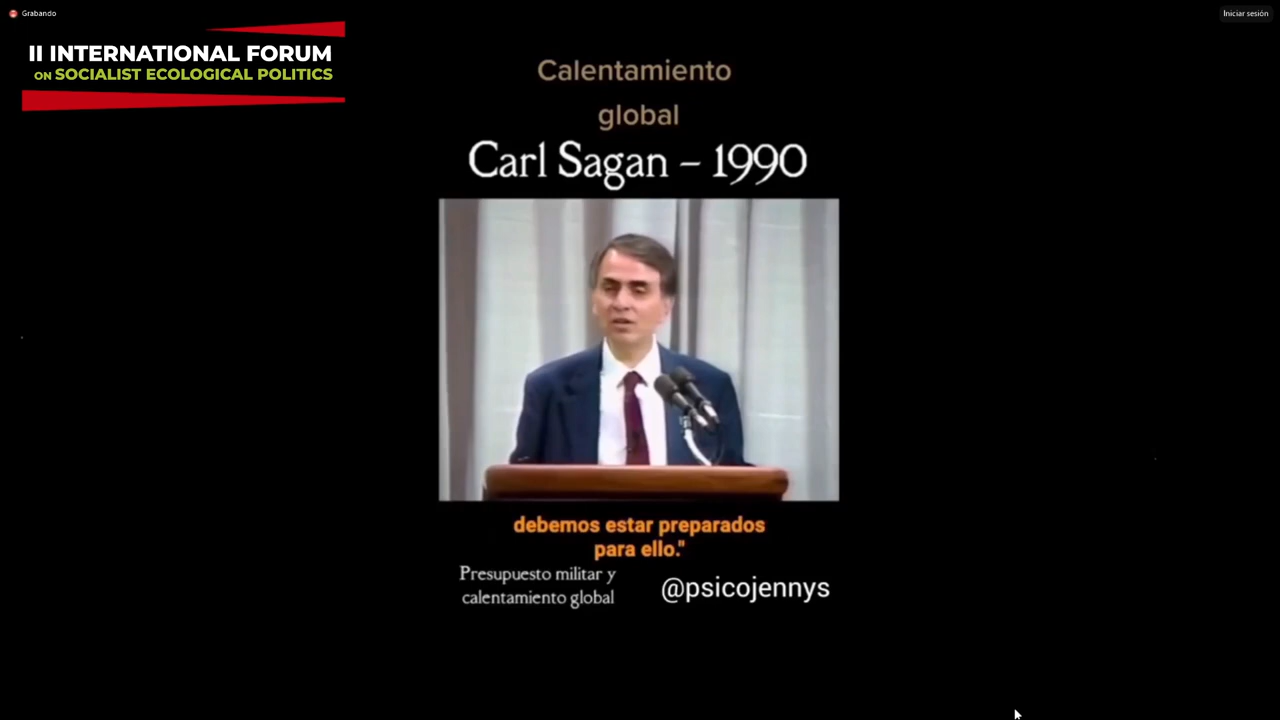 Grabando
Iniciar sesión
II INTERNATIONAL FORUM
ON SOCIALIST ECOLOGICAL POLITICS
Calentamiento
global
Carl Sagan – 1990
debemos estar preparados
para ello."
Presupuesto militar y
calentamiento global
@psicojennys